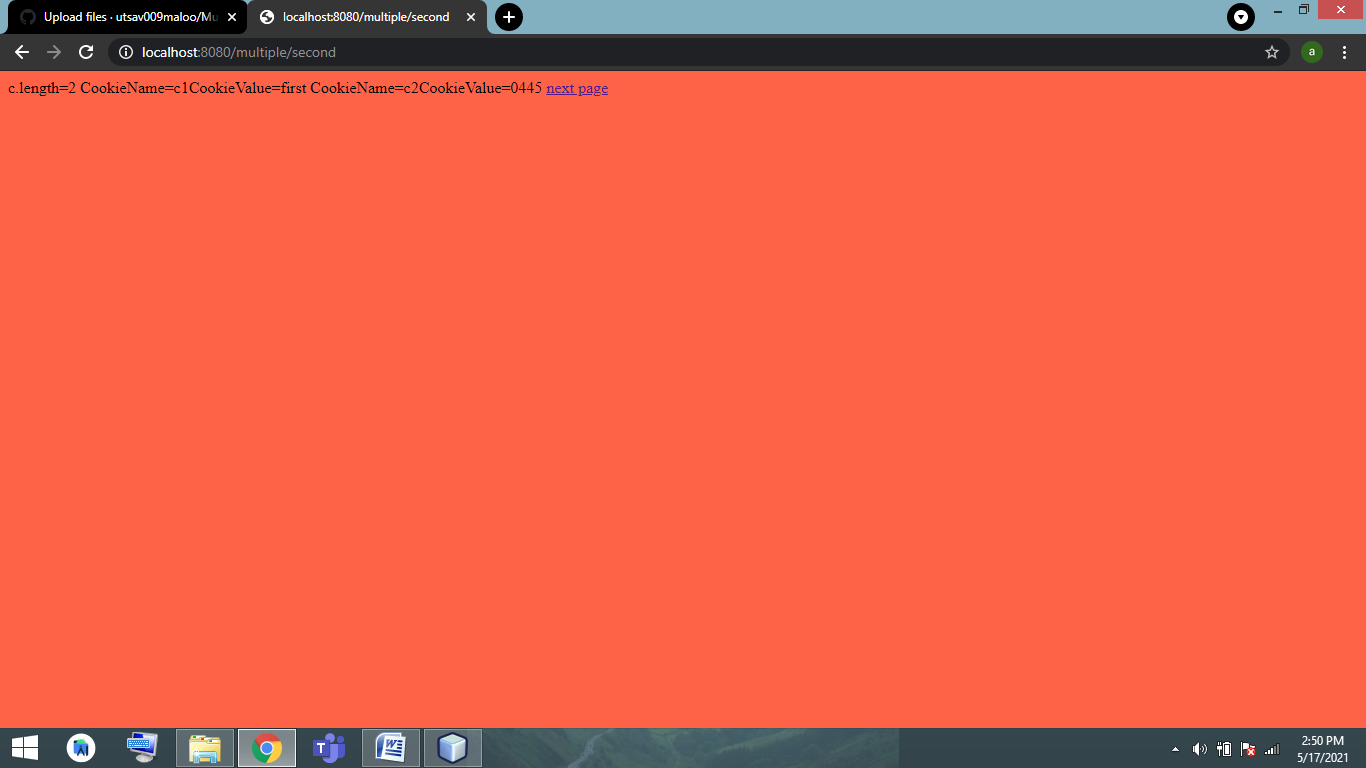 Upload files · utsav009maloo/Mu
localhost:8080/multiple/second
localhost:8080/multiple/second
a
c.length=2 CookieName=c1CookieValue=first CookieName=c2CookieValue=0445 next page
2:50 PM
5/17/2021